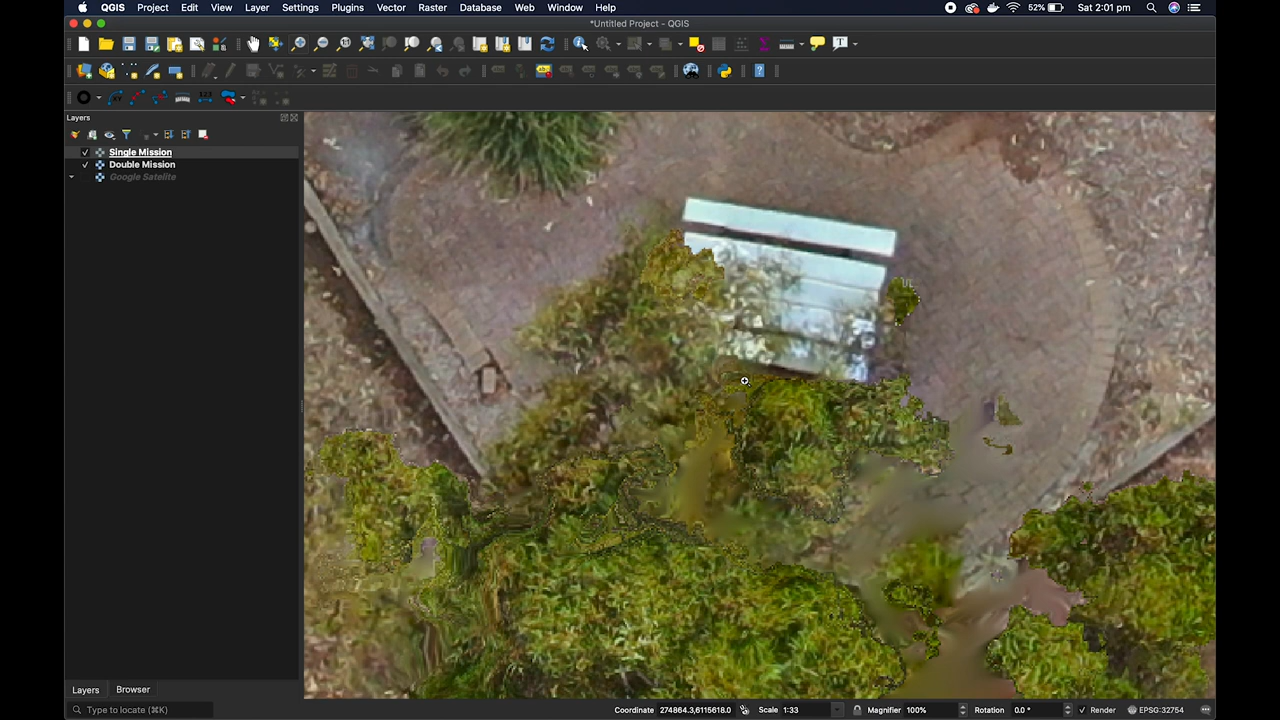 QGIS Project Edit View Layer Settings Plugins Vector Raster Database Web Window Help
52% Sat 2:01 pm
*Untitled Project - QGIS
Layers
Single Mission
Double Mission
Google Satelite
Layers Browser
Type to locate (⌘K)
Coordinate 274864.3,6115618.0 Scale 1:33 Magnifier 100% Rotation 0.0 ° Render EPSG:32754